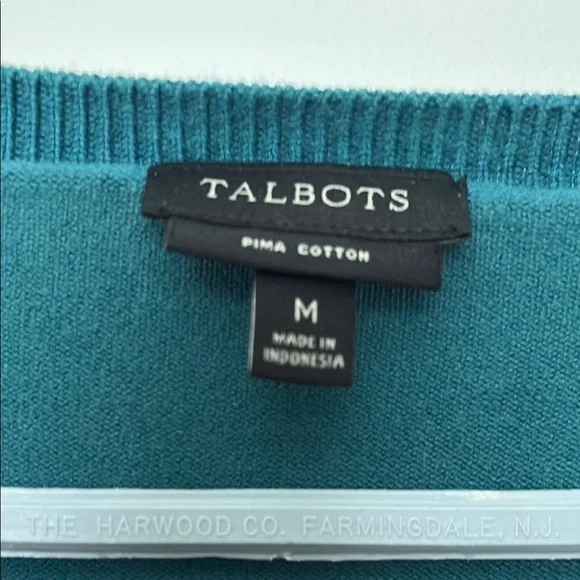 TALBOTS
PIMA COTTON
M
MADE IN
INDONESIA
THE HARWOOD CO. FARMINGDALE, N.J.